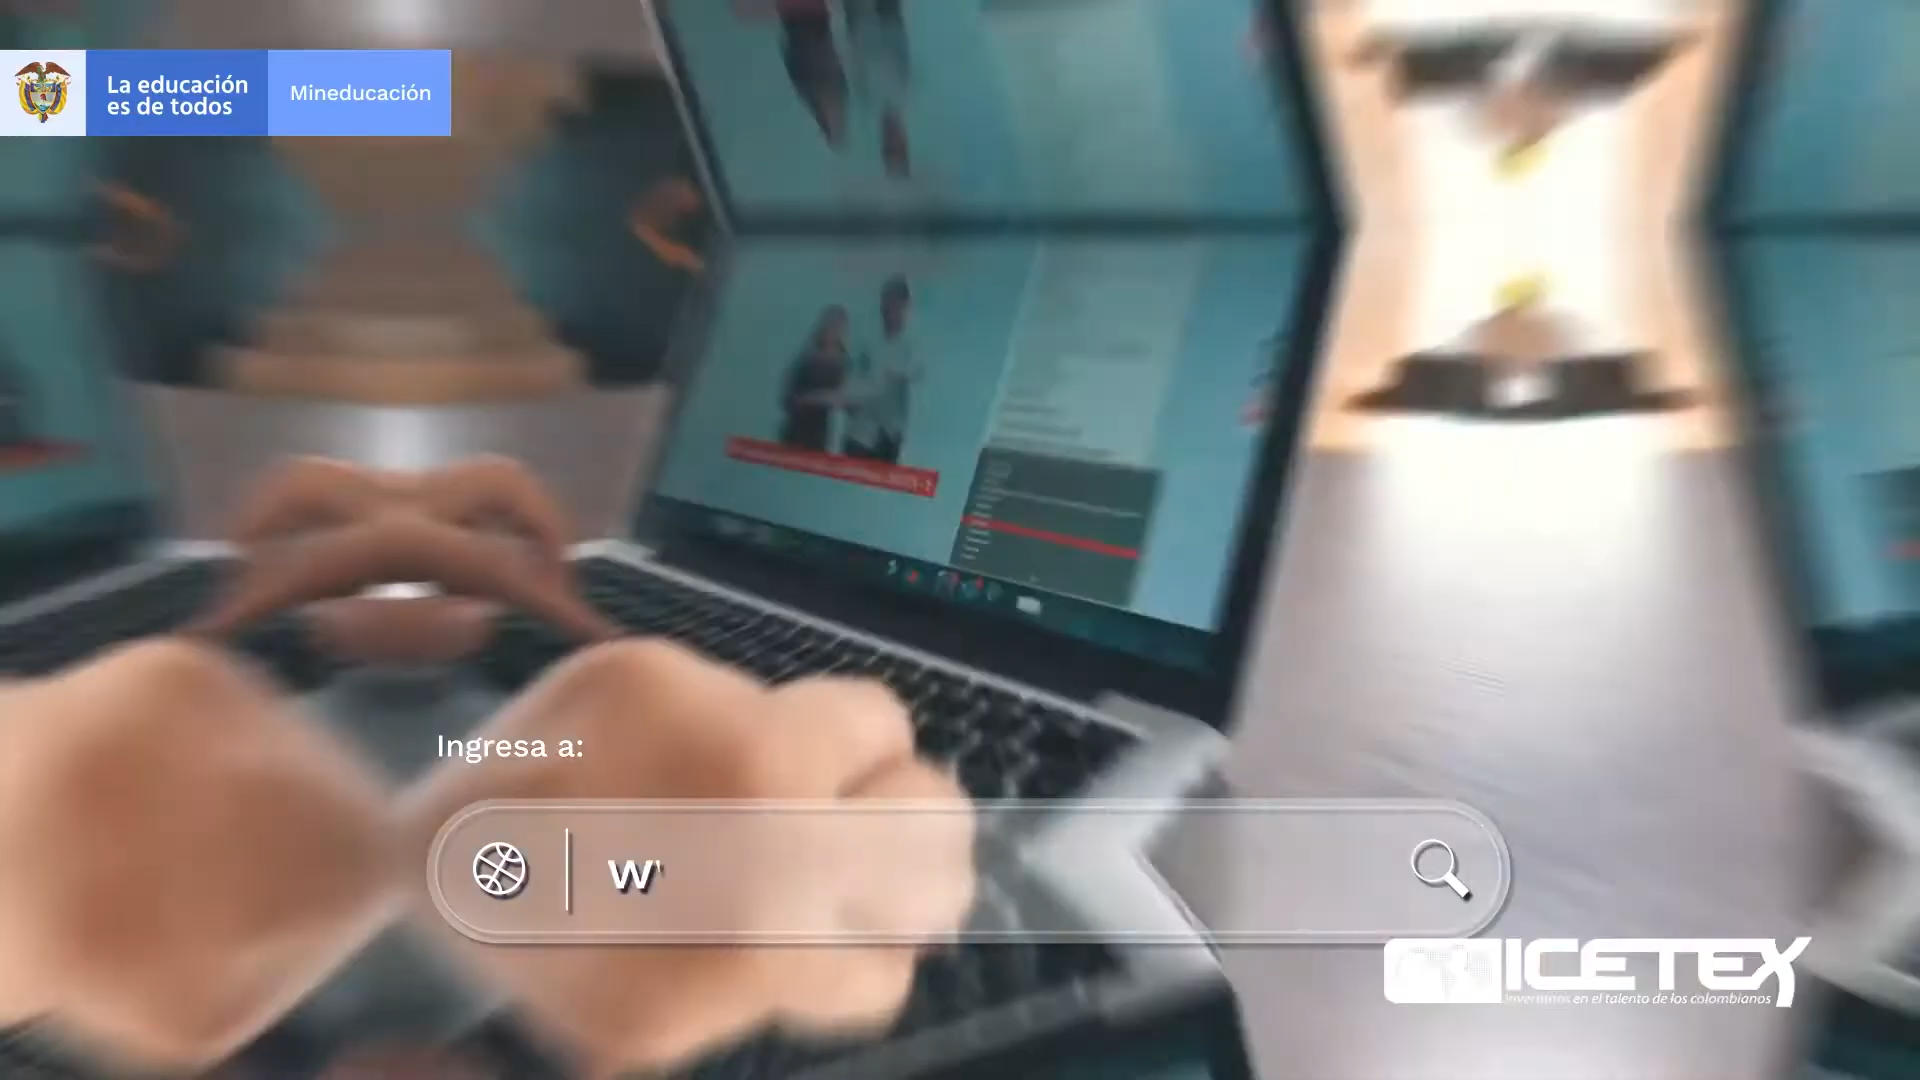 La educación
es de todos
Mineducación
Ingresa a:
w
ICETEX
Invertimos en el talento de los colombianos